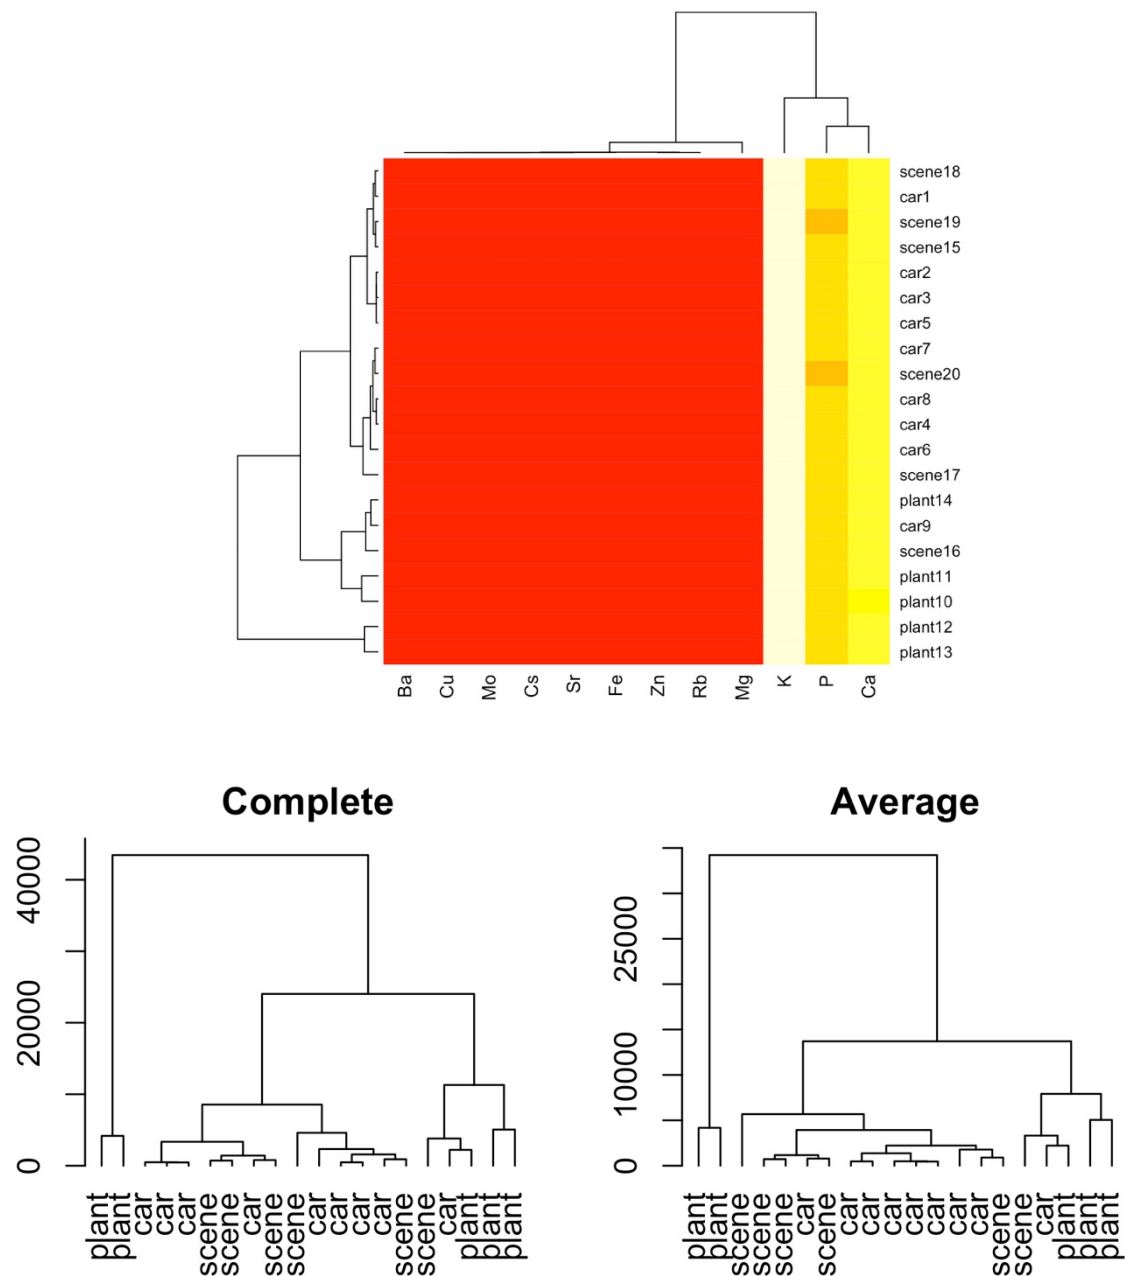 scene18
car1
scene19
scene15
car2
car3
car5
car7
scene20
car8
car4
car6
scene17
plant14
car9
scene16
plant11
plant10
plant12
plant13
Ba Cu Mo Cs Sr Fe Zn Rb Mg K P Ca
Complete
40000
20000
0
plant plant car car car scene scene car scene scene car car car car scene scene car plant plant plant
Average
25000
10000
0
plant plant scene scene scene car scene car car car car car car car scene scene car plant plant plant